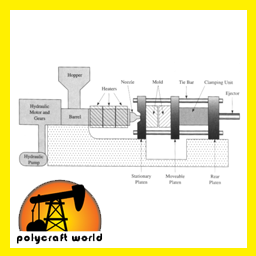 Hopper
Nozzle
Mold
Tie Bar
Clamping Unit
Heaters
Ejector
Hydraulic
Motor and
Gears
Barrel
Hydraulic
Pump
Stationary
Platen
Moveable
Platen
Rear
Platen
polycraft world